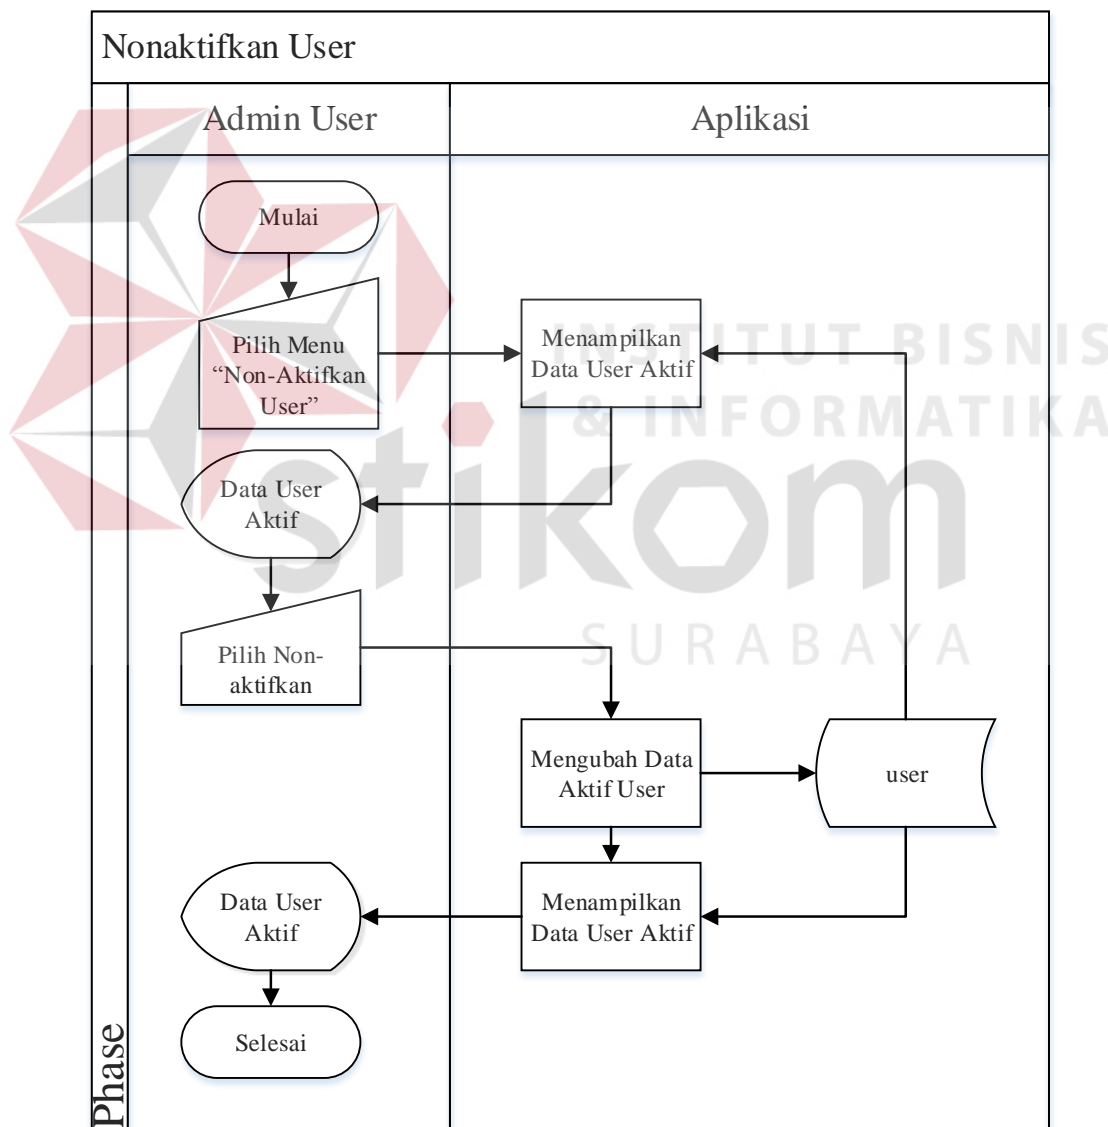 Nonaktifkan User
Admin User
Aplikasi
Mulai
Pilih Menu
“Non-Aktifkan
User”
Menampilkan
Data User Aktif
Data User
Aktif
Pilih Non-
aktifkan
Mengubah Data
Aktif User
user
Menampilkan
Data User Aktif
Data User
Aktif
Selesai
Phase
INSTITUT BISNIS
& INFORMATIKA
stikom
SURABAYA